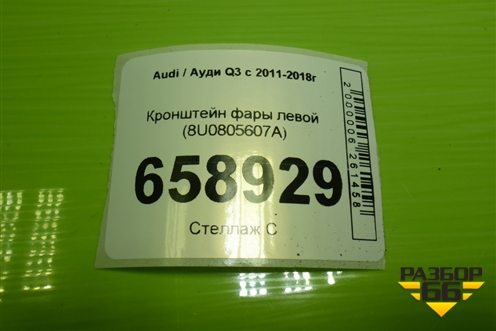 Audi / Ауди Q3 с 2011-2018г
Кронштейн фары левой
(8U0805607A)
658929
Стеллаж С
2000006261458
РАЗБОР
66